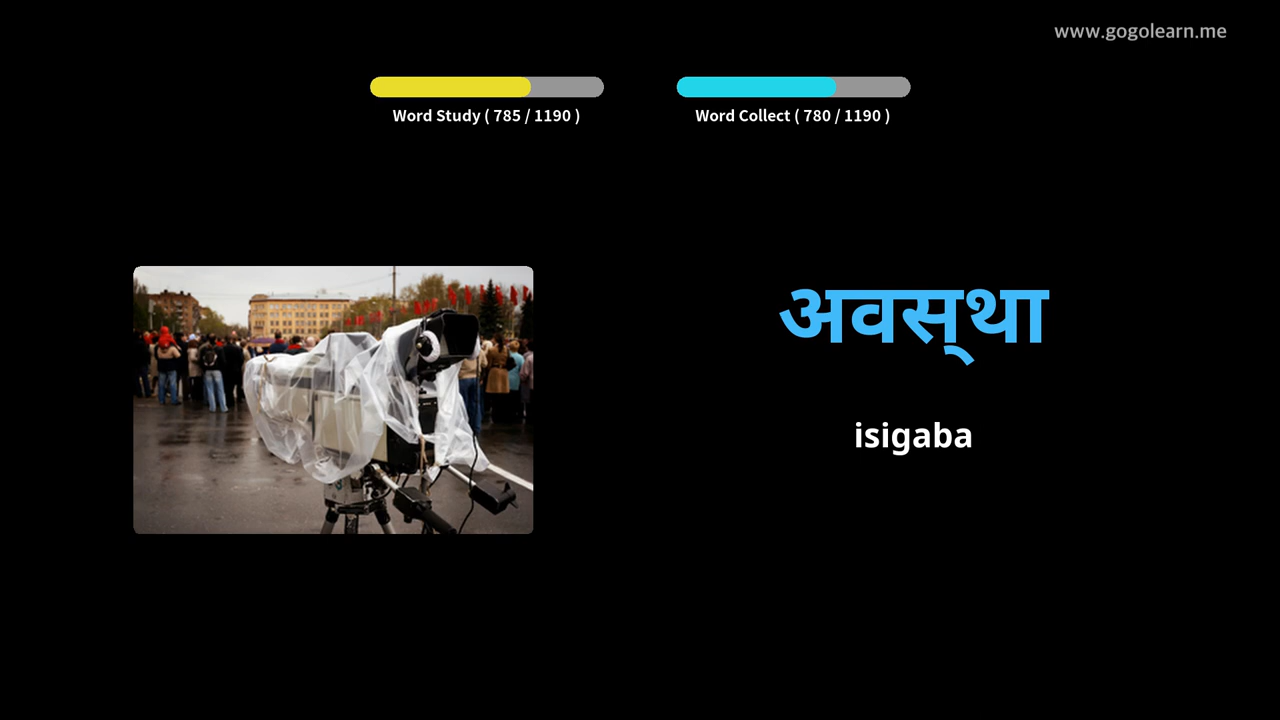 www.gogolearn.me
Word Study ( 785 / 1190 )
Word Collect ( 780 / 1190 )
अवस्‌था
isigaba